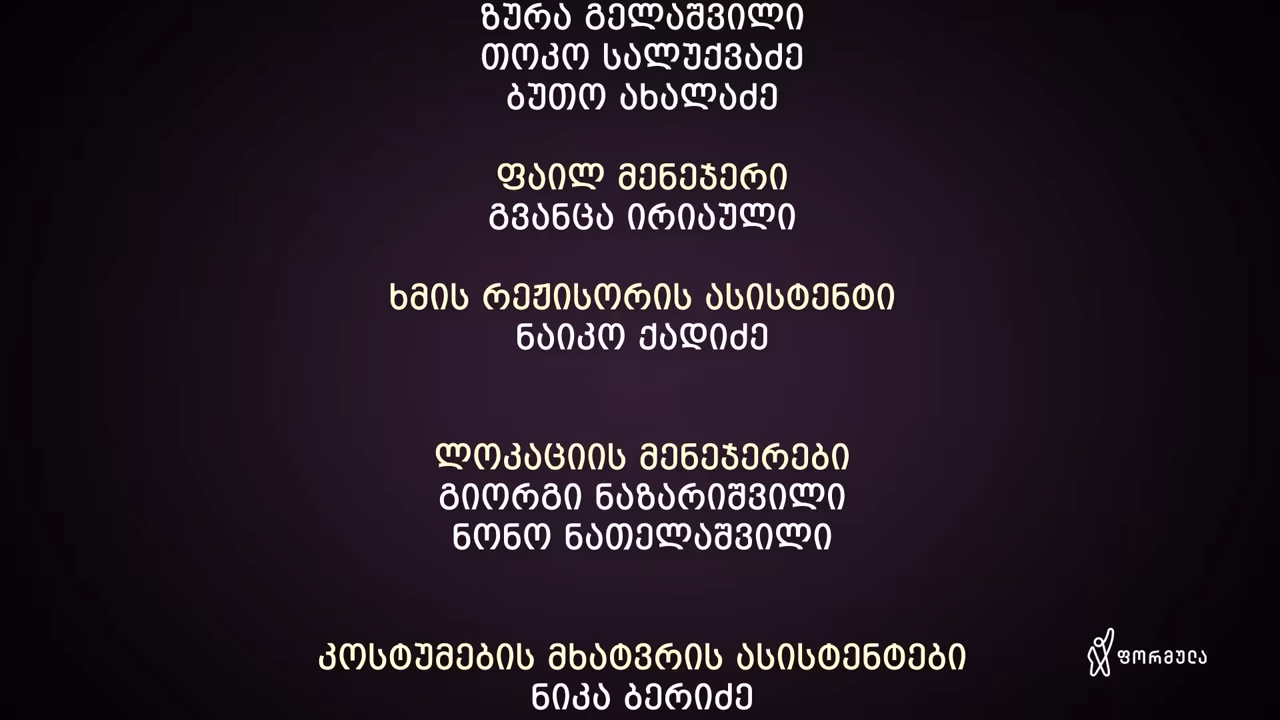 ზურა გელაშვილი
თოკო სალუქვაძე
ბუთო ახალაძე
ფაილ მენეჯერი
გვანცა ირიაული
ხმის რეჟისორის ასისტენტი
ნაიკო ქადიძე
ლოკაციის მენეჯერები
გიორგი ნაზარიშვილი
ნონო ნათელაშვილი
კოსტუმების მხატვრის ასისტენტები
ნიკა ბერიძე
ფორმულა